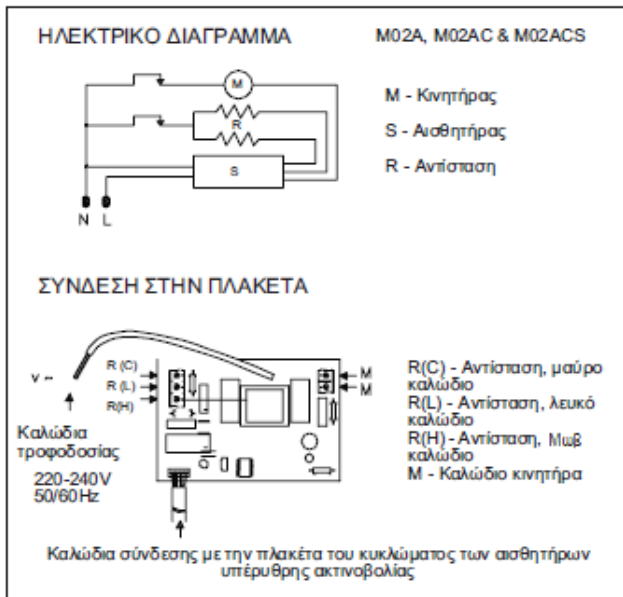 ΗΛΕΚΤΡΙΚΟ ΔΙΑΓΡΑΜΜΑ
M02A, M02AC & M02ACS
M
R
S
N L
M - Κινητήρας
S - Αισθητήρας
R - Αντίσταση
ΣΥΝΔΕΣΗ ΣΤΗΝ ΠΛΑΚΕΤΑ
V ~
R (C)
R (L)
R(H)
M
M
Καλώδια
τροφοδοσίας
220-240V
50/60Hz
R(C) - Αντίσταση, μαύρο
καλώδιο
R(L) - Αντίσταση, λευκό
καλώδιο
R(H) - Αντίσταση, Μωβ
καλώδιο
M - Καλώδιο κινητήρα
Καλώδια σύνδεσης με την πλακέτα του κυκλώματος των αισθητήρων
υπέρυθρης ακτινοβολίας